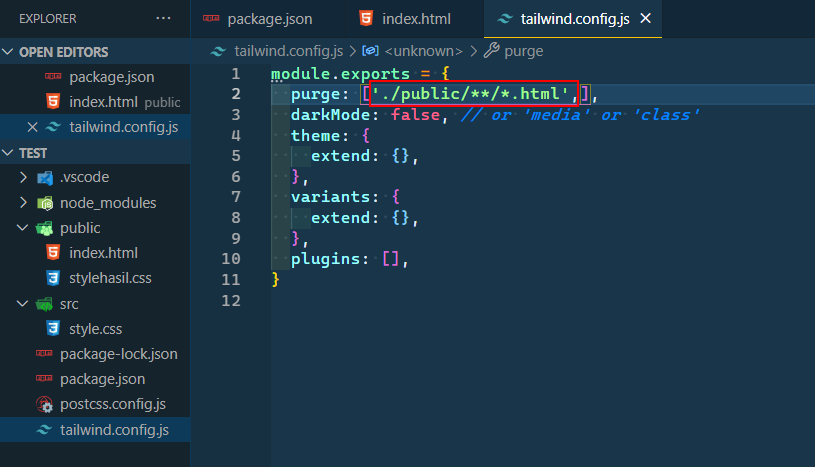 EXPLORER ...
OPEN EDITORS
package.json
index.html public
tailwind.config.js
TEST
.vscode
node_modules
public
index.html
stylehasil.css
src
style.css
package-lock.json
package.json
postcss.config.js
tailwind.config.js
package.json index.html tailwind.config.js
tailwind.config.js > <unknown> > purge
1 module.exports = {
2 purge: ['./public/**/*.html',],
3 darkMode: false, // or 'media' or 'class'
4 theme: {
5 extend: {},
6 },
7 variants: {
8 extend: {},
9 },
10 plugins: [],
11 }
12